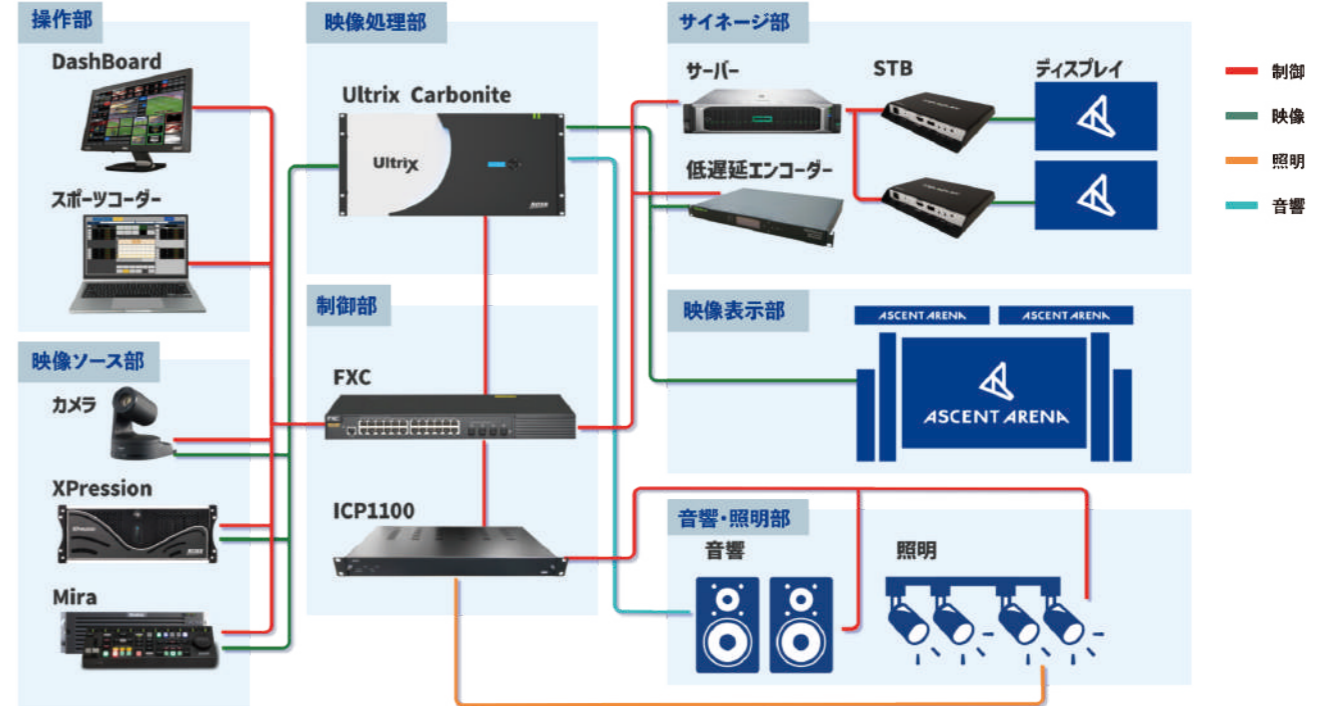 操作部
DashBoard
スポーツコーダー
映像ソース部
カメラ
XPression
Mira
映像処理部
Ultrix Carbonite
Ultrix
制御部
FXC
ICP1100
サイネージ部
サーバー
STB
ディスプレイ
低遅延エンコーダー
映像表示部
ASCENT ARENA
ASCENT ARENA
ASCENT ARENA
音響・照明部
音響
照明
制御
映像
照明
音響